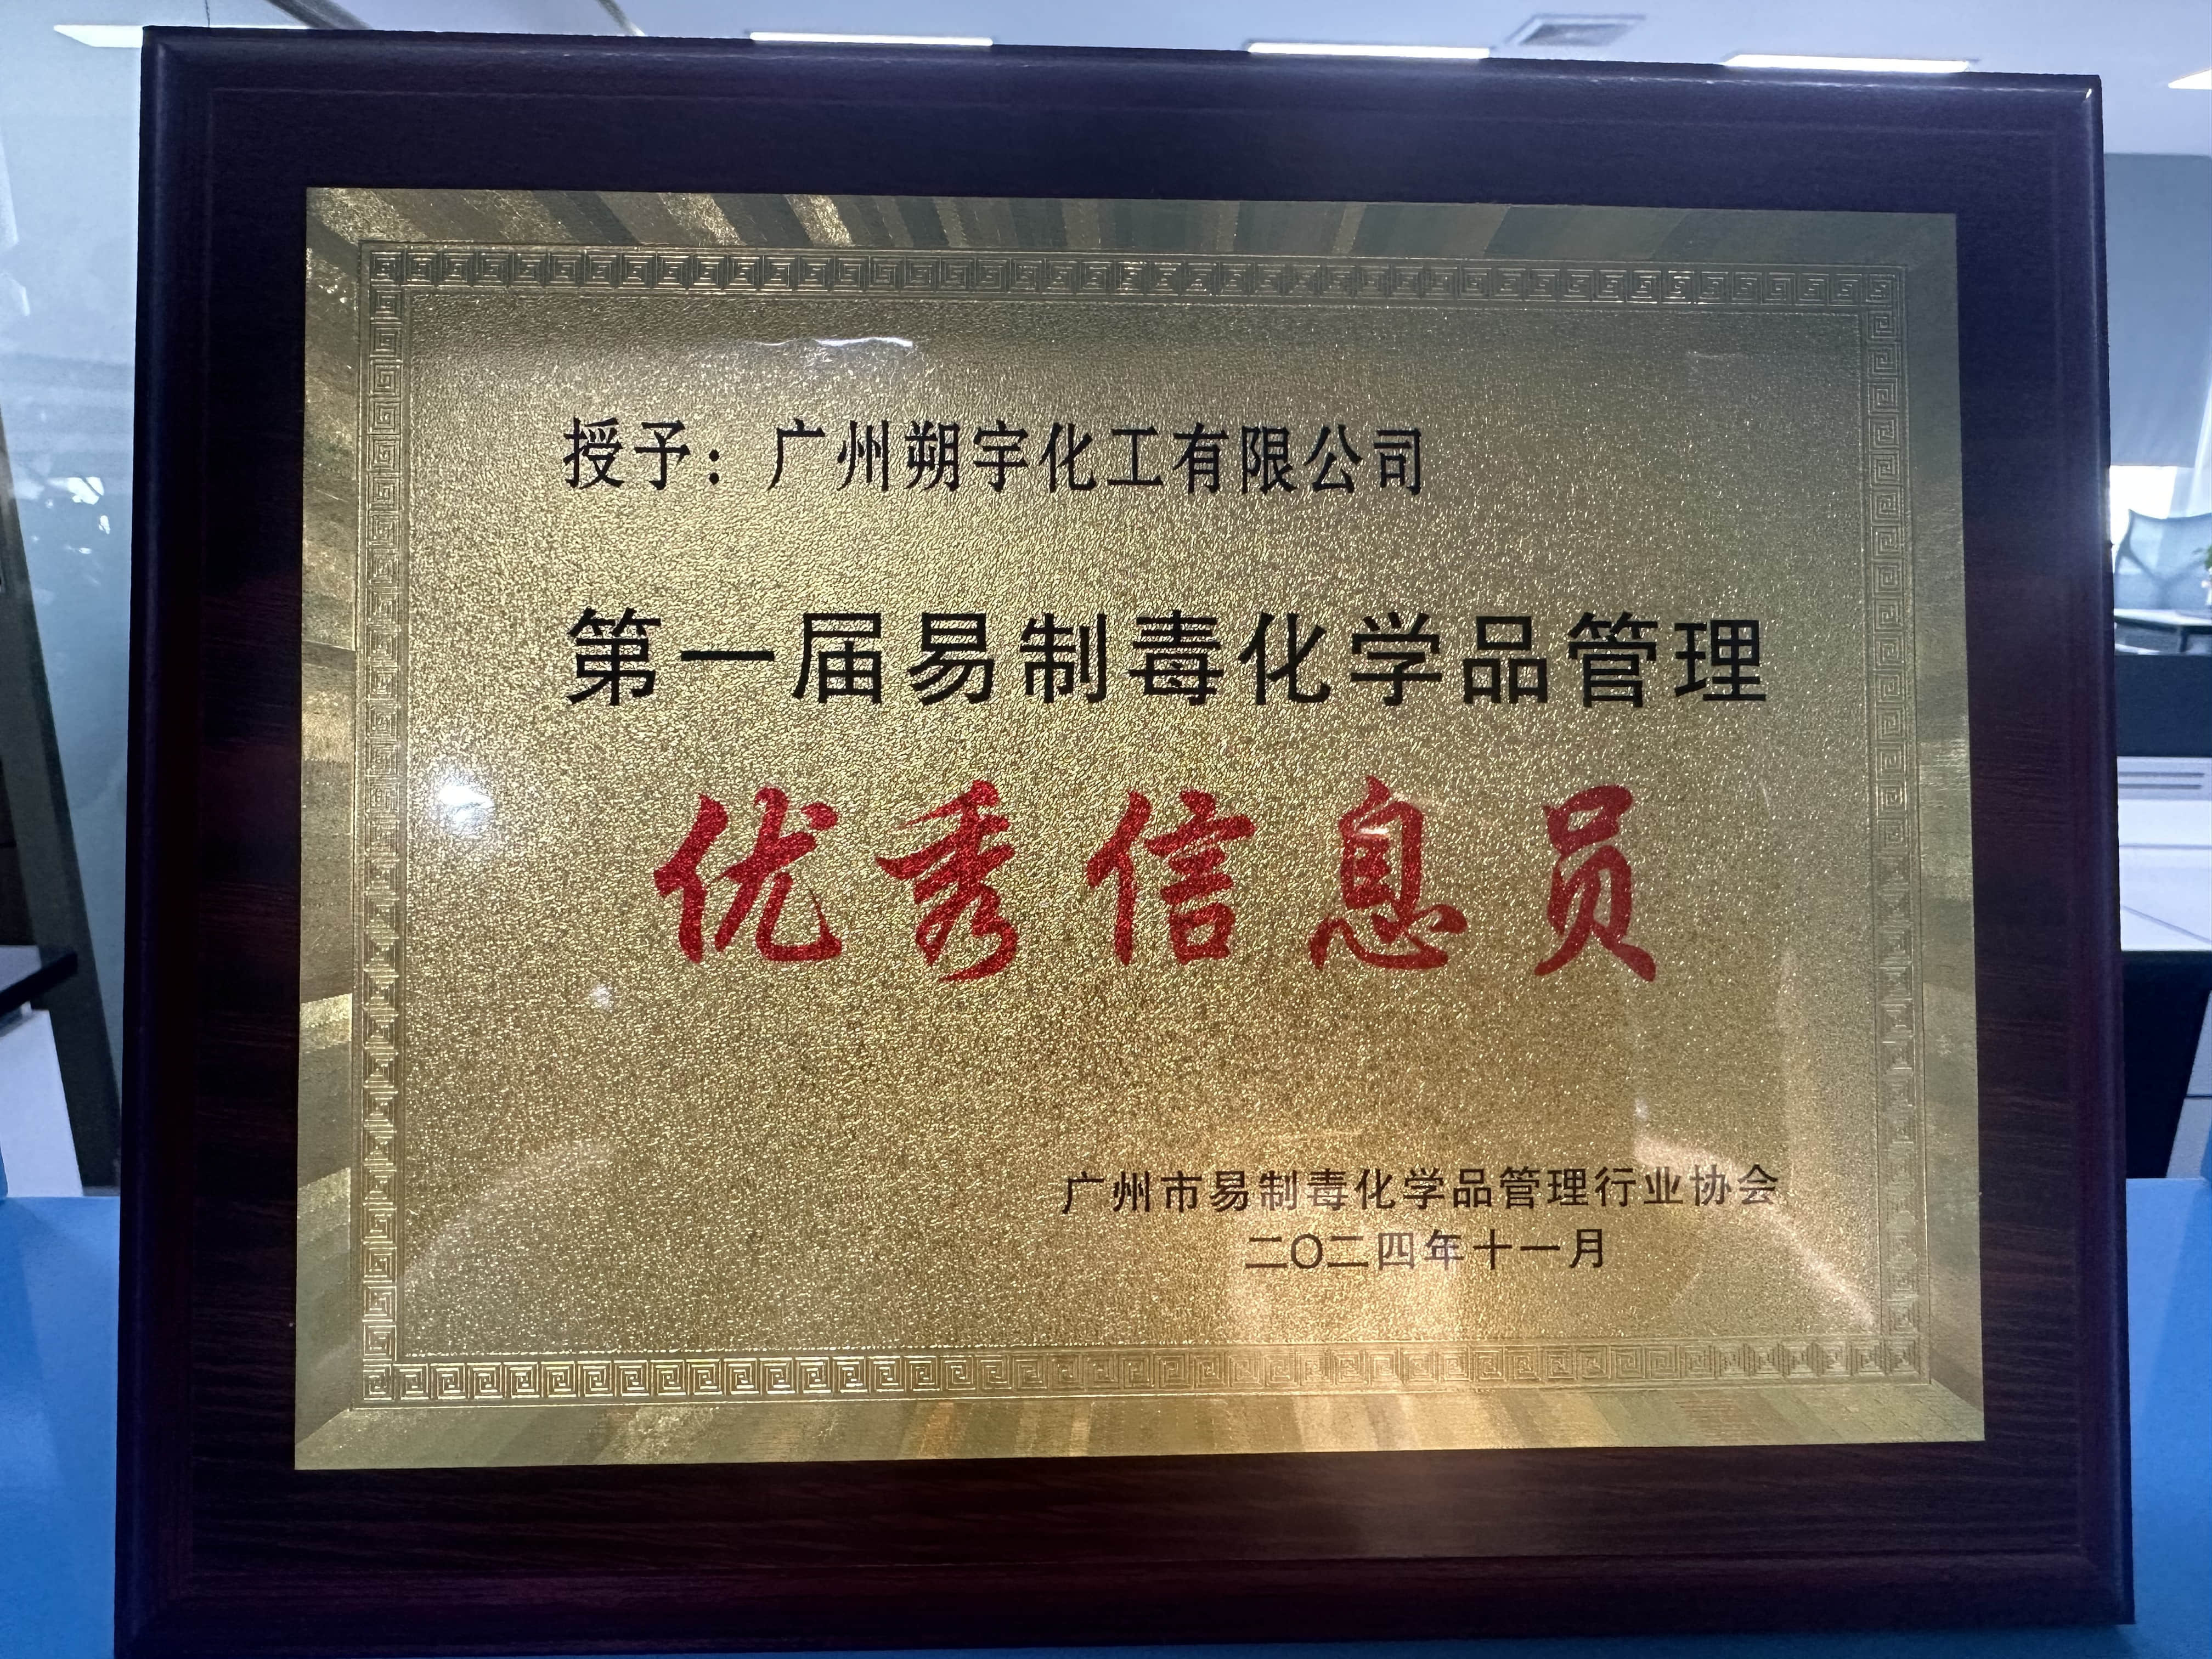 授予：广州朔宇化工有限公司
第一届易制毒化学品管理
优秀信息员
广州市易制毒化学品管理行业协会
二〇二四年十一月